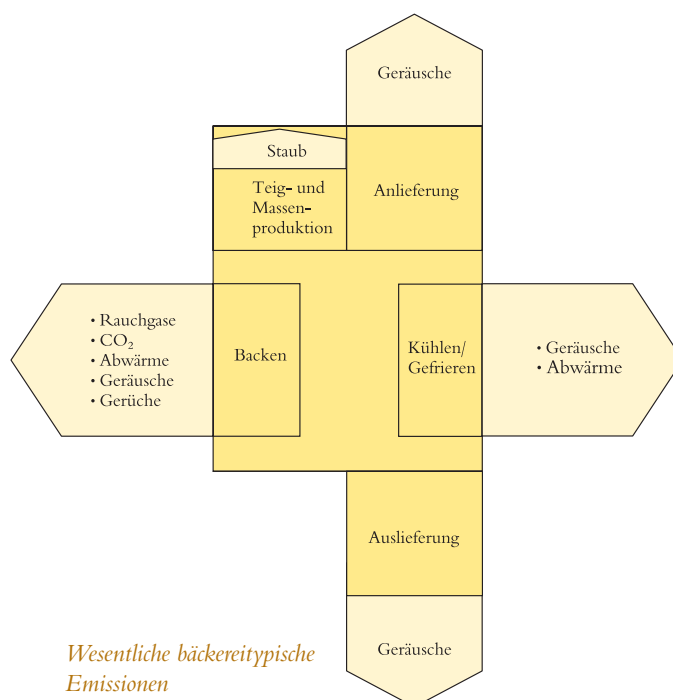 Geräusche
Staub
Teig- und
Massen-
produktion
Anlieferung
• Rauchgase
• CO₂
• Abwärme
• Geräusche
• Gerüche
Backen
Kühlen/
Gefrieren
• Geräusche
• Abwärme
Auslieferung
Geräusche
Wesentliche bäckereitypische
Emissionen